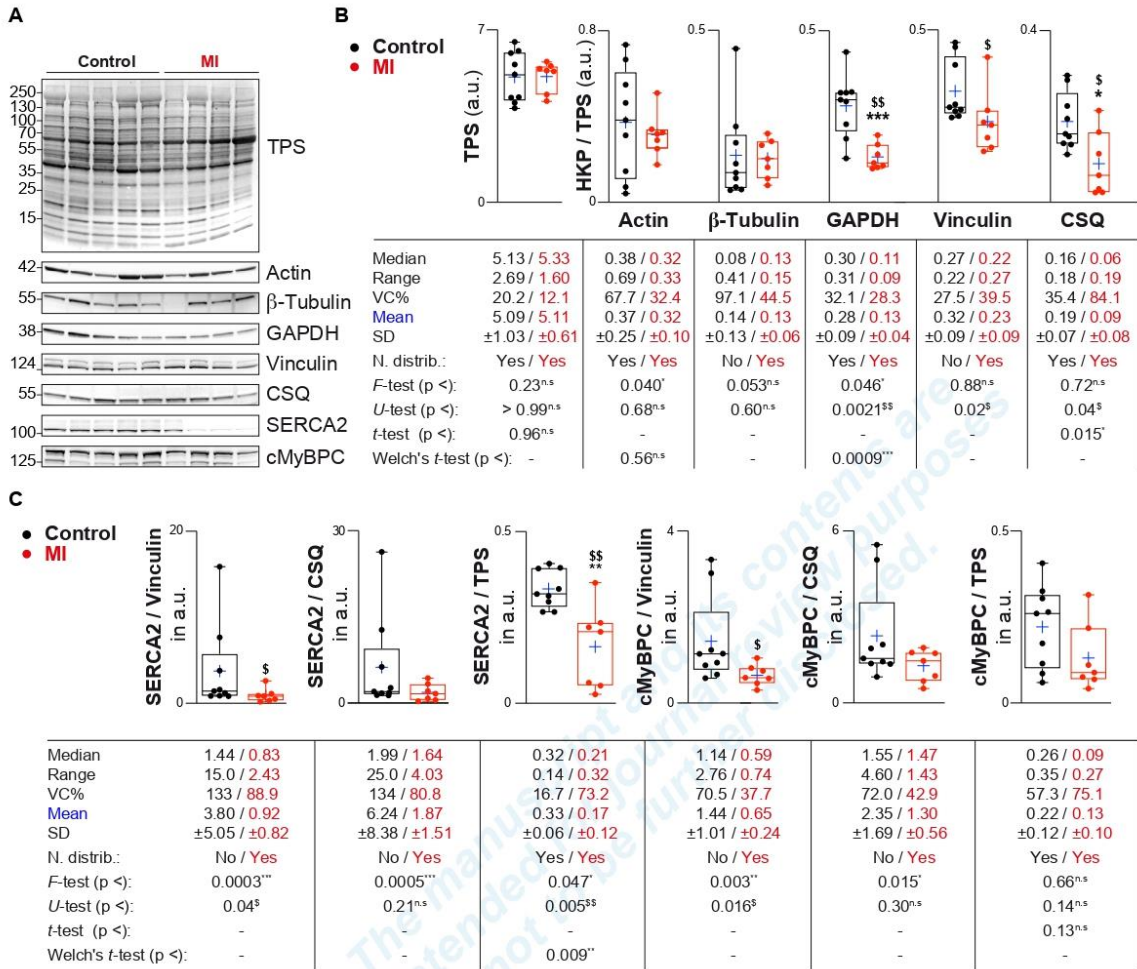 A
Control MI
250
130
100
70
55
35
25
15
TPS
42 Actin
55 β-Tubulin
38 GAPDH
124 Vinculin
55 CSQ
100 SERCA2
125 cMyBPC
B
Control
MI
7
TPS (a.u.)
0
0.8
HKP / TPS (a.u.)
0
0.5
0.5
$$
***
0.5
$
0.4
$
*
Actin β-Tubulin GAPDH Vinculin CSQ
Median 5.13 / 5.33 0.38 / 0.32 0.08 / 0.13 0.30 / 0.11 0.27 / 0.22 0.16 / 0.06
Range 2.69 / 1.60 0.69 / 0.33 0.41 / 0.15 0.31 / 0.09 0.22 / 0.27 0.18 / 0.19
VC% 20.2 / 12.1 67.7 / 32.4 97.1 / 44.5 32.1 / 28.3 27.5 / 39.5 35.4 / 84.1
Mean 5.09 / 5.11 0.37 / 0.32 0.14 / 0.13 0.28 / 0.13 0.32 / 0.23 0.19 / 0.09
SD ±1.03 / ±0.61 ±0.25 / ±0.10 ±0.13 / ±0.06 ±0.09 / ±0.04 ±0.09 / ±0.09 ±0.07 / ±0.08
N. distrib.: Yes / Yes Yes / Yes No / Yes Yes / Yes No / Yes Yes / Yes
F-test (p <): 0.23n.s 0.040* 0.053n.s 0.046* 0.88n.s 0.72n.s
U-test (p <): > 0.99n.s 0.68n.s 0.60n.s 0.0021$$ 0.02$ 0.04$
t-test (p <): 0.96n.s - - - - 0.015*
Welch's t-test (p <): - 0.56n.s - 0.0009*** - -
C
Control
MI
20
SERCA2 / Vinculin
in a.u.
0
$
30
SERCA2 / CSQ
in a.u.
0
0.5
SERCA2 / TPS
in a.u.
0
$$
**
4
cMyBPC / Vinculin
in a.u.
0
$
6
cMyBPC / CSQ
in a.u.
0
0.5
cMyBPC / TPS
in a.u.
0
Median 1.44 / 0.83 1.99 / 1.64 0.32 / 0.21 1.14 / 0.59 1.55 / 1.47 0.26 / 0.09
Range 15.0 / 2.43 25.0 / 4.03 0.14 / 0.32 2.76 / 0.74 4.60 / 1.43 0.35 / 0.27
VC% 133 / 88.9 134 / 80.8 16.7 / 73.2 70.5 / 37.7 72.0 / 42.9 57.3 / 75.1
Mean 3.80 / 0.92 6.24 / 1.87 0.33 / 0.17 1.44 / 0.65 2.35 / 1.30 0.22 / 0.13
SD ±5.05 / ±0.82 ±8.38 / ±1.51 ±0.06 / ±0.12 ±1.01 / ±0.24 ±1.69 / ±0.56 ±0.12 / ±0.10
N. distrib.: No / Yes No / Yes Yes / Yes No / Yes No / Yes Yes / Yes
F-test (p <): 0.0003*** 0.0005*** 0.047* 0.003** 0.015* 0.66n.s
U-test (p <): 0.04$ 0.21n.s 0.005$$ 0.016$ 0.30n.s 0.14n.s
t-test (p <): - - - - - 0.13n.s
Welch's t-test (p <): - - 0.009** - - -
The manuscript and its contents are
intended for journal review purposes
not to be further disclosed.